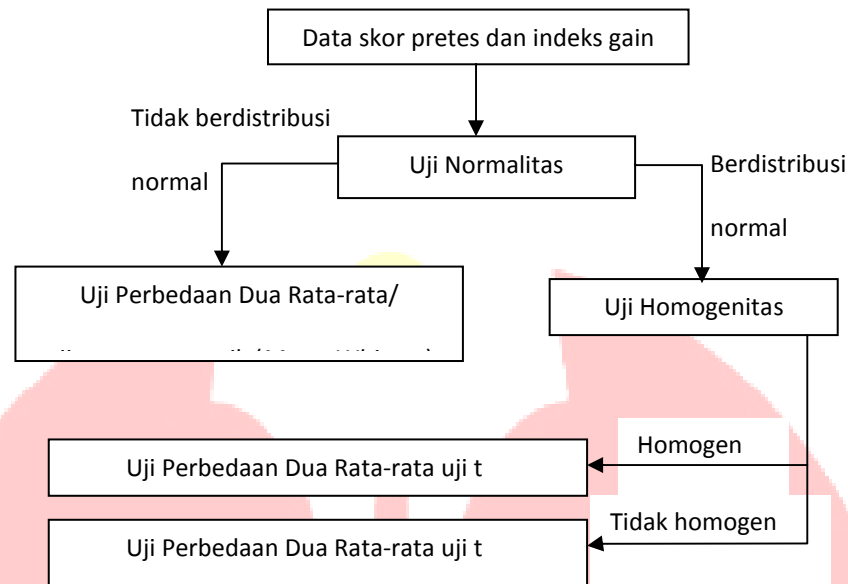 Data skor pretes dan indeks gain
Tidak berdistribusi
normal
Uji Normalitas
Berdistribusi
normal
Uji Perbedaan Dua Rata-rata/
Uji Homogenitas
Homogen
Uji Perbedaan Dua Rata-rata uji t
Tidak homogen
Uji Perbedaan Dua Rata-rata uji t